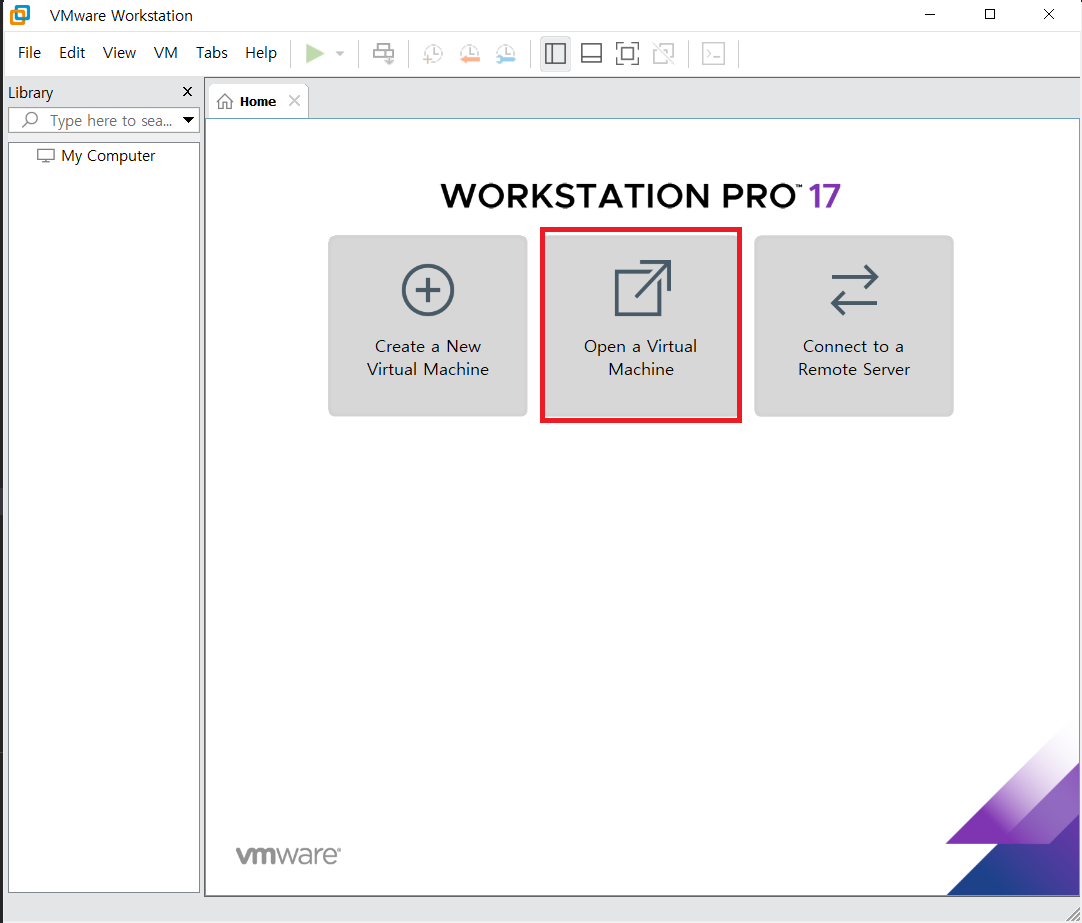 VMware Workstation
File Edit View VM Tabs Help
Library
Type here to sea...
My Computer
Home
WORKSTATION PRO™ 17
Create a New
Virtual Machine
Open a Virtual
Machine
Connect to a
Remote Server
vmware®